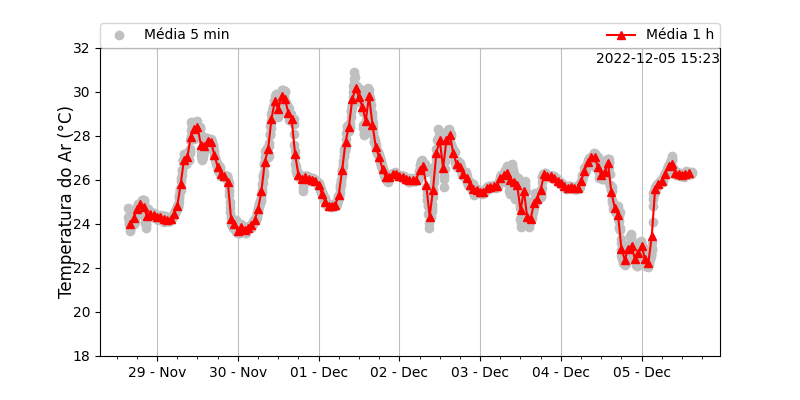 Média 5 min
Média 1 h
2022-12-05 15:23
Temperatura do Ar (°C)
32
30
28
26
24
22
20
18
29 - Nov
30 - Nov
01 - Dec
02 - Dec
03 - Dec
04 - Dec
05 - Dec